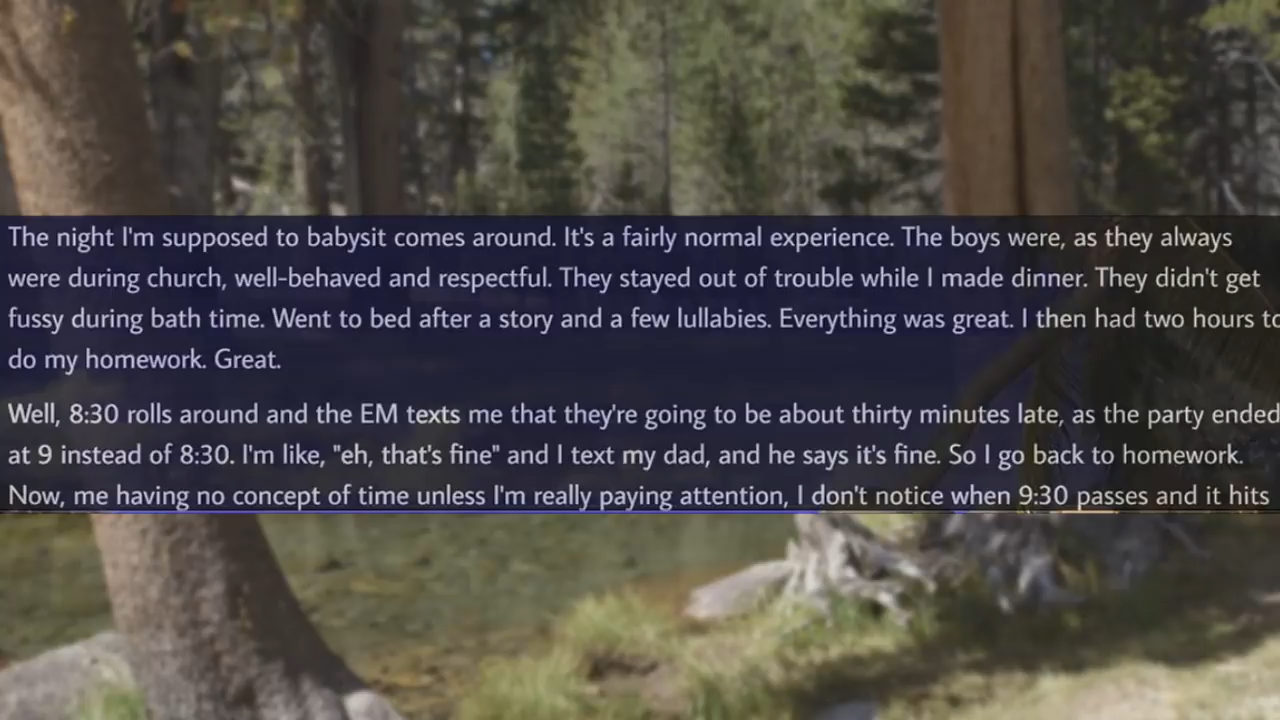 The night I'm supposed to babysit comes around. It's a fairly normal experience. The boys were, as they always
were during church, well-behaved and respectful. They stayed out of trouble while I made dinner. They didn't get
fussy during bath time. Went to bed after a story and a few lullabies. Everything was great. I then had two hours to
do my homework. Great.
Well, 8:30 rolls around and the EM texts me that they're going to be about thirty minutes late, as the party ended
at 9 instead of 8:30. I'm like, "eh, that's fine" and I text my dad, and he says it's fine. So I go back to homework.
Now, me having no concept of time unless I'm really paying attention, I don't notice when 9:30 passes and it hits